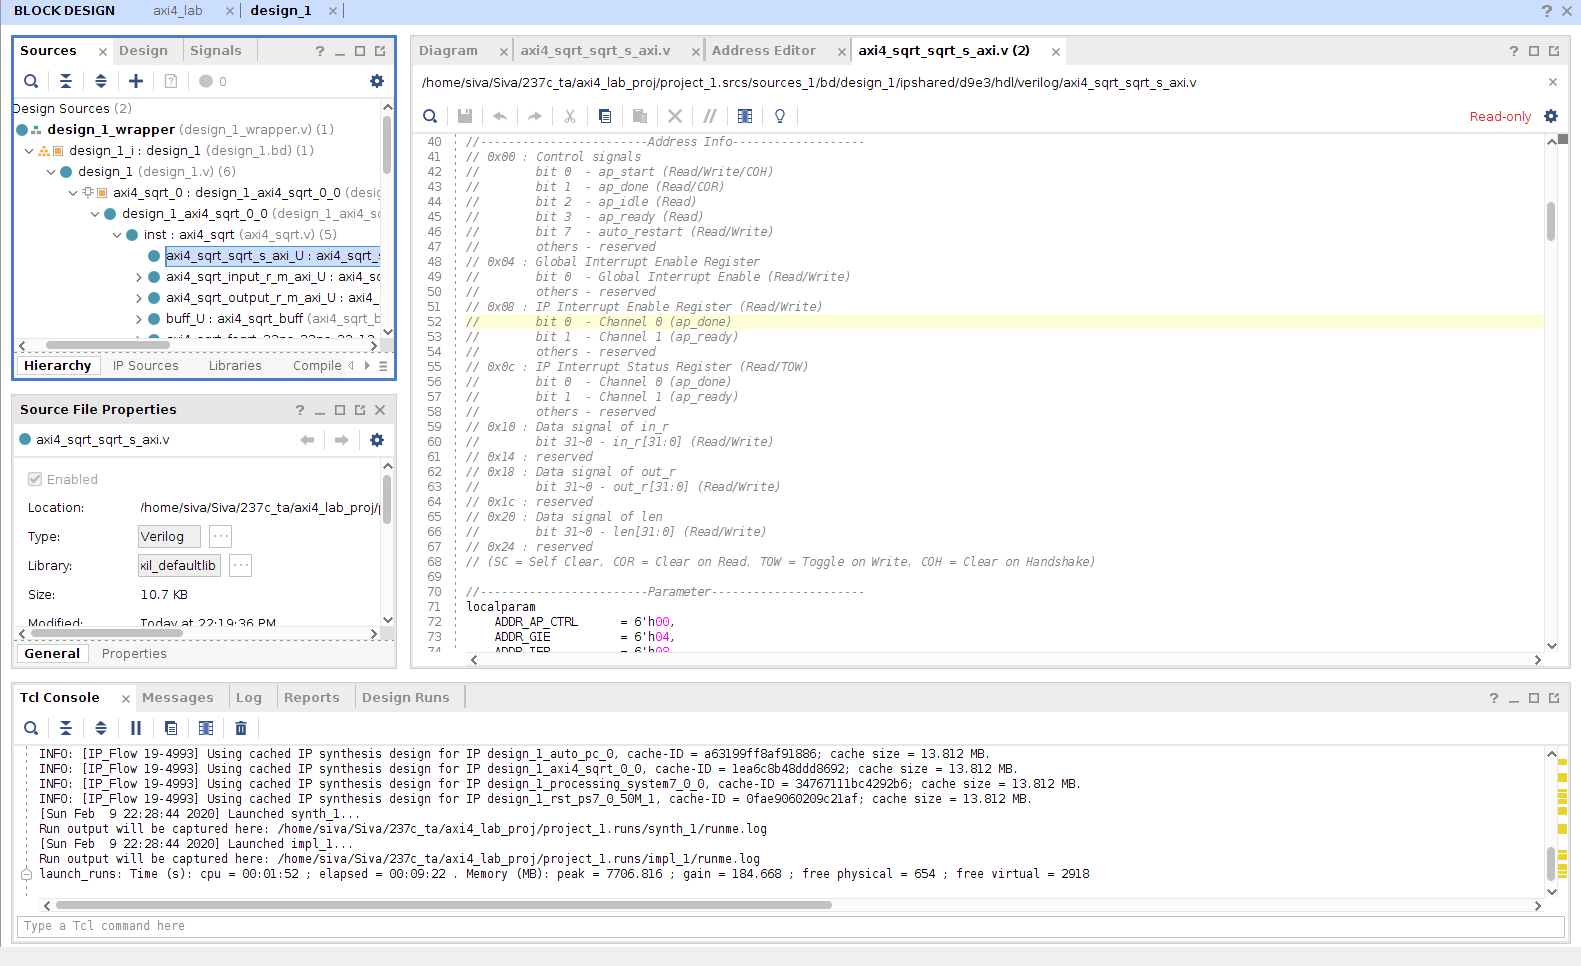 BLOCK DESIGN axi4_lab × design_1 × ? ×
Sources × Design Signals ?
0
Design Sources (2)
design_1_wrapper (design_1_wrapper.v) (1)
design_1_i : design_1 (design_1.bd) (1)
design_1 (design_1.v) (6)
axi4_sqrt_0 : design_1_axi4_sqrt_0_0 (desig
design_1_axi4_sqrt_0_0 (design_1_axi4_s
inst : axi4_sqrt (axi4_sqrt.v) (5)
axi4_sqrt_sqrt_s_axi_U : axi4_sqrt_s
axi4_sqrt_input_r_m_axi_U : axi4_sq
axi4_sqrt_output_r_m_axi_U : axi4_
buff_U : axi4_sqrt_buff (axi4_sqrt_b
Hierarchy IP Sources Libraries Compile
Source File Properties ? ×
axi4_sqrt_sqrt_s_axi.v
Enabled
Location: /home/siva/Siva/237c_ta/axi4_lab_proj/p
Type: Verilog ...
Library: xil_defaultlib ...
Size: 10.7 KB
Modified: Today at 22:19:36 PM
General Properties
Diagram × axi4_sqrt_sqrt_s_axi.v × Address Editor × axi4_sqrt_sqrt_s_axi.v (2) × ?
/home/siva/Siva/237c_ta/axi4_lab_proj/project_1.srcs/sources_1/bd/design_1/ipshared/d9e3/hdl/verilog/axi4_sqrt_sqrt_s_axi.v ×
// Read-only
40 //------------------------Address Info-------------------
41 // 0x00 : Control signals
42 // bit 0 - ap_start (Read/Write/COH)
43 // bit 1 - ap_done (Read/COR)
44 // bit 2 - ap_idle (Read)
45 // bit 3 - ap_ready (Read)
46 // bit 7 - auto_restart (Read/Write)
47 // others - reserved
48 // 0x04 : Global Interrupt Enable Register
49 // bit 0 - Global Interrupt Enable (Read/Write)
50 // others - reserved
51 // 0x08 : IP Interrupt Enable Register (Read/Write)
52 // bit 0 - Channel 0 (ap_done)
53 // bit 1 - Channel 1 (ap_ready)
54 // others - reserved
55 // 0x0c : IP Interrupt Status Register (Read/TOW)
56 // bit 0 - Channel 0 (ap_done)
57 // bit 1 - Channel 1 (ap_ready)
58 // others - reserved
59 // 0x10 : Data signal of in_r
60 // bit 31~0 - in_r[31:0] (Read/Write)
61 // 0x14 : reserved
62 // 0x18 : Data signal of out_r
63 // bit 31~0 - out_r[31:0] (Read/Write)
64 // 0x1c : reserved
65 // 0x20 : Data signal of len
66 // bit 31~0 - len[31:0] (Read/Write)
67 // 0x24 : reserved
68 // (SC = Self Clear, COR = Clear on Read, TOW = Toggle on Write, COH = Clear on Handshake)
69
70 //------------------------Parameter----------------------
71 localparam
72 ADDR_AP_CTRL = 6'h00,
73 ADDR_GIE = 6'h04,
74 ADDR_IER = 6'h08,
Tcl Console × Messages Log Reports Design Runs ?
INFO: [IP_Flow 19-4993] Using cached IP synthesis design for IP design_1_auto_pc_0, cache-ID = a63199ff8af91886; cache size = 13.812 MB.
INFO: [IP_Flow 19-4993] Using cached IP synthesis design for IP design_1_axi4_sqrt_0_0, cache-ID = 1ea6c8b48ddd8692; cache size = 13.812 MB.
INFO: [IP_Flow 19-4993] Using cached IP synthesis design for IP design_1_processing_system7_0_0, cache-ID = 34767111bc4292b6; cache size = 13.812 MB.
INFO: [IP_Flow 19-4993] Using cached IP synthesis design for IP design_1_rst_ps7_0_50M_1, cache-ID = 0fae9060209c21af; cache size = 13.812 MB.
[Sun Feb  9 22:28:44 2020] Launched synth_1...
Run output will be captured here: /home/siva/Siva/237c_ta/axi4_lab_proj/project_1.runs/synth_1/runme.log
[Sun Feb  9 22:28:44 2020] Launched impl_1...
Run output will be captured here: /home/siva/Siva/237c_ta/axi4_lab_proj/project_1.runs/impl_1/runme.log
launch_runs: Time (s): cpu = 00:01:52 ; elapsed = 00:09:22 . Memory (MB): peak = 7706.816 ; gain = 184.668 ; free physical = 654 ; free virtual = 2918
Type a Tcl command here